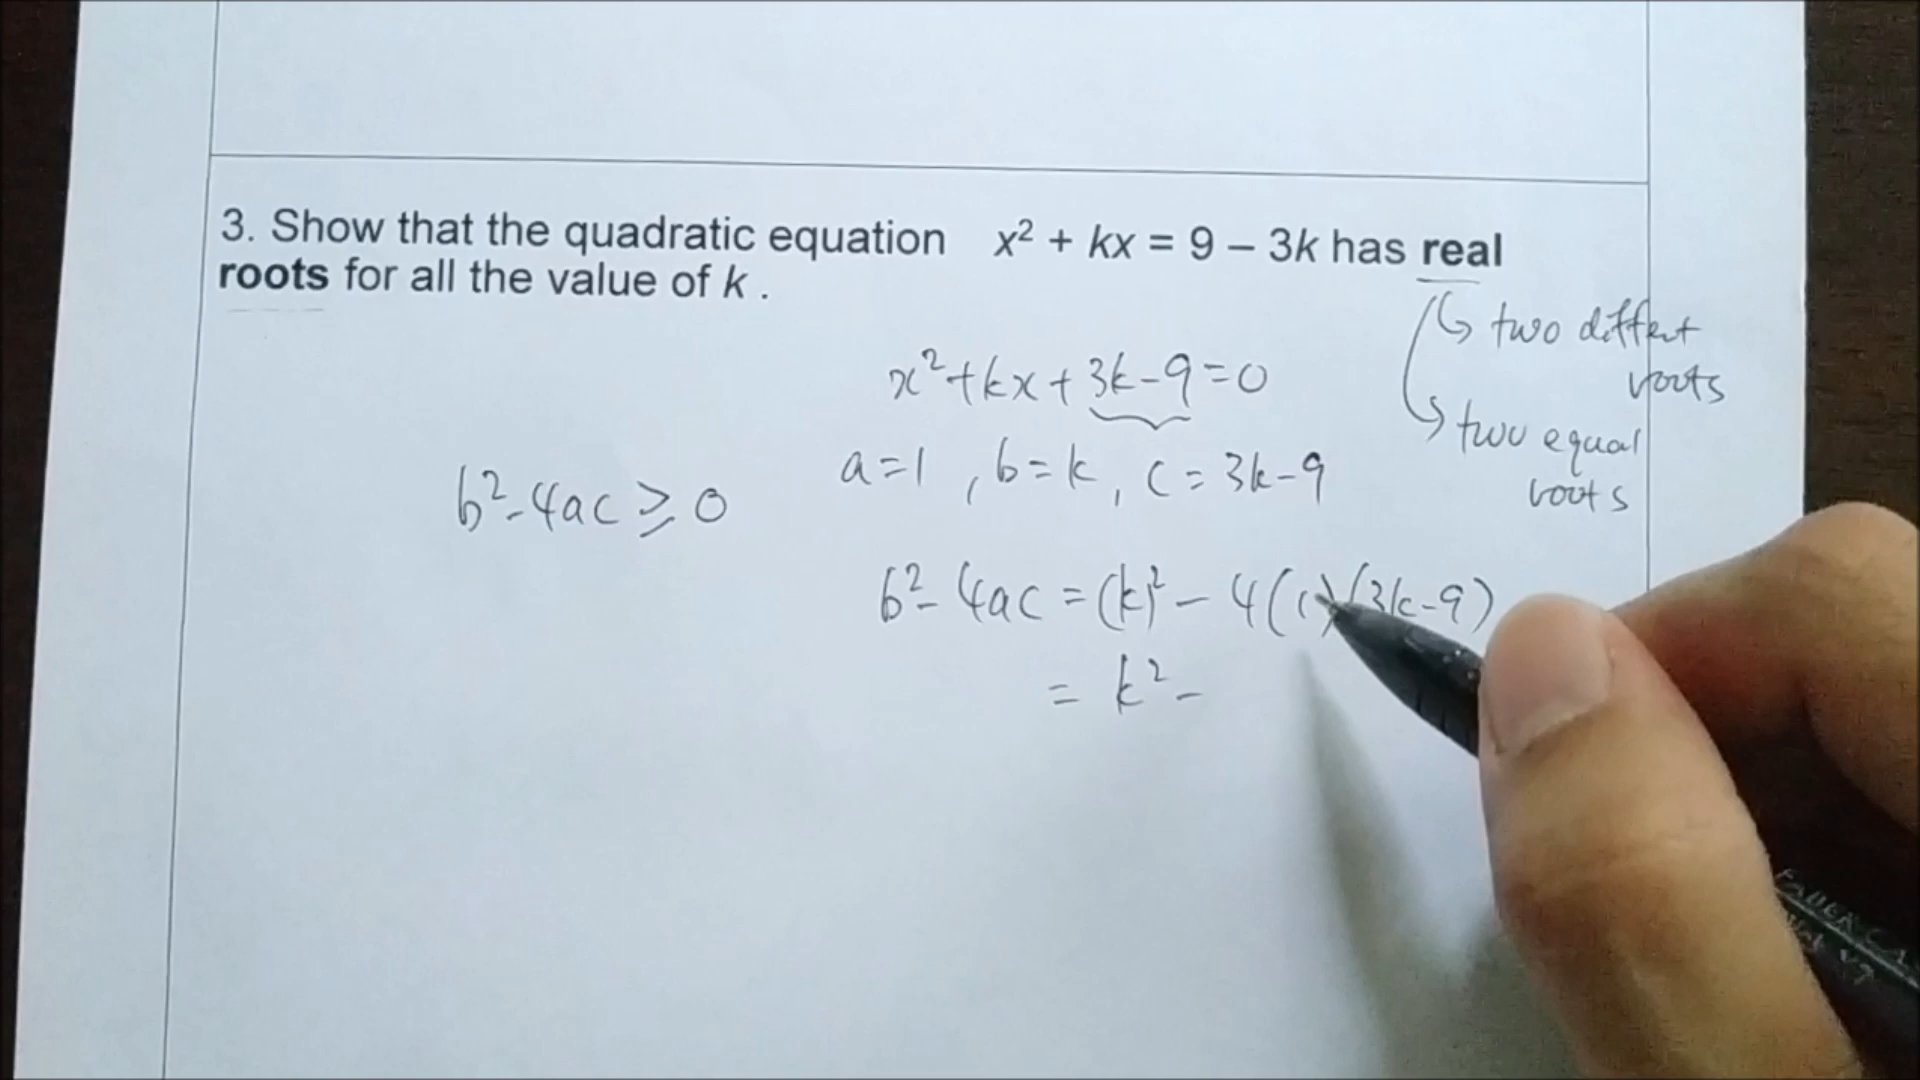 3. Show that the quadratic equation x² + kx = 9 – 3k has real
roots for all the value of k .
two diffent
roots
two equal
roots
x²+kx+3k-9=0
a=1 , b=k, c=3k-9
b²-4ac ≥ 0
b²-4ac = (k)² - 4(1)(3k-9)
= k² -